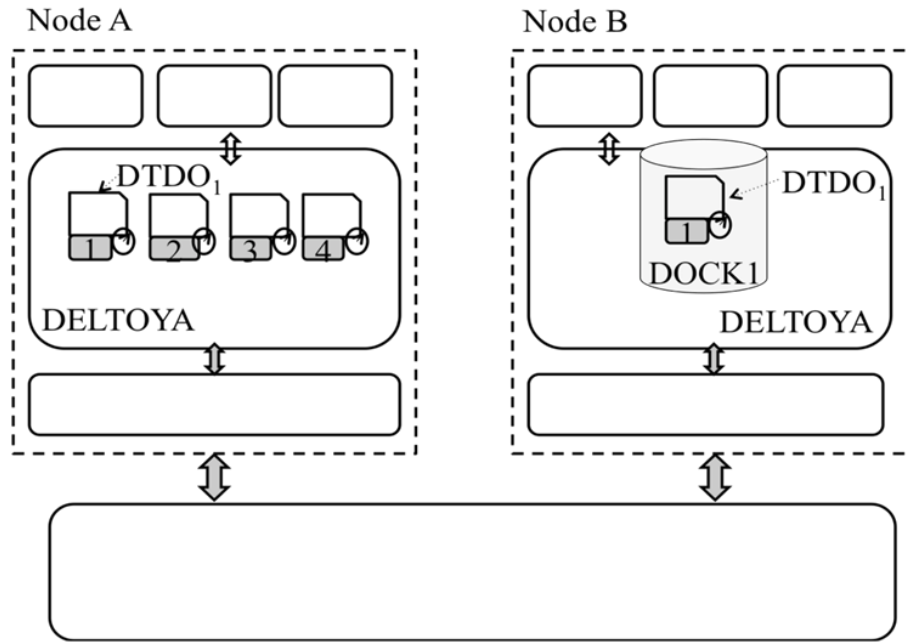 Node A
Node B
DTDO1
1 2 3 4
DELTOYA
DTDO1
1
DOCK1
DELTOYA